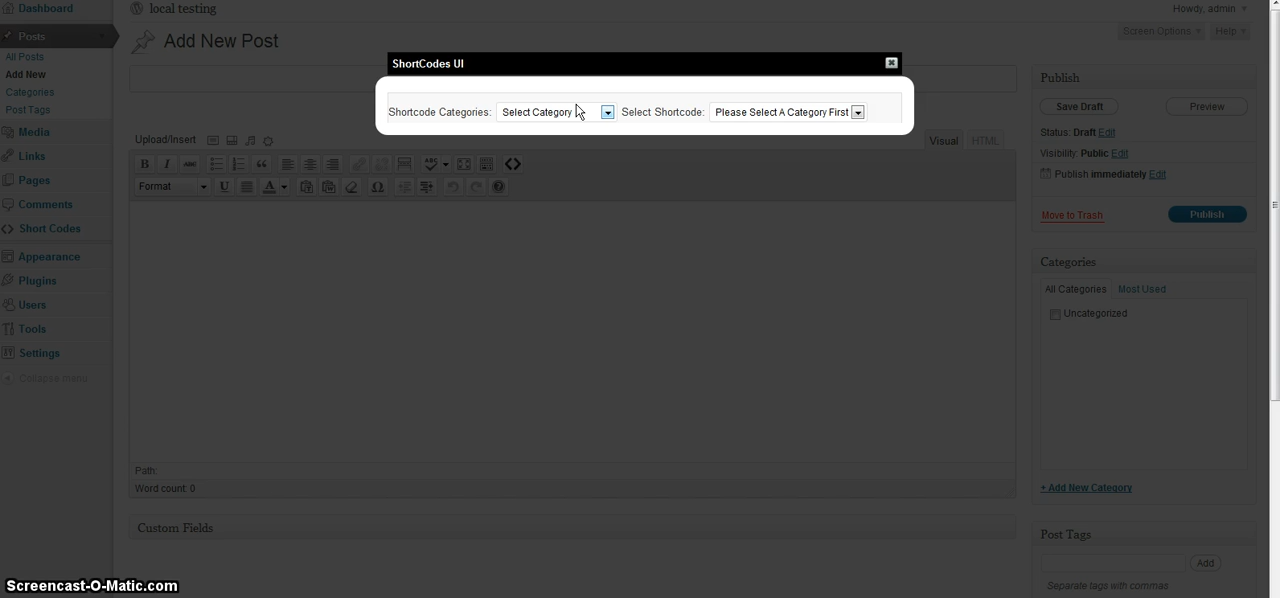 Dashboard
local testing
Howdy, admin
Posts
Add New Post
Screen Options
Help
All Posts
Add New
Categories
Post Tags
Media
Links
Pages
Comments
Short Codes
Appearance
Plugins
Users
Tools
Settings
Collapse menu
ShortCodes UI
Shortcode Categories: Select Category Select Shortcode: Please Select A Category First
Upload/Insert
Visual
HTML
B I ABC
ABC
Format
U
A
Path:
Word count: 0
Custom Fields
Publish
Save Draft
Preview
Status: Draft Edit
Visibility: Public Edit
Publish immediately Edit
Move to Trash
Publish
Categories
All Categories
Most Used
Uncategorized
+ Add New Category
Post Tags
Add
Separate tags with commas
Screencast-O-Matic.com